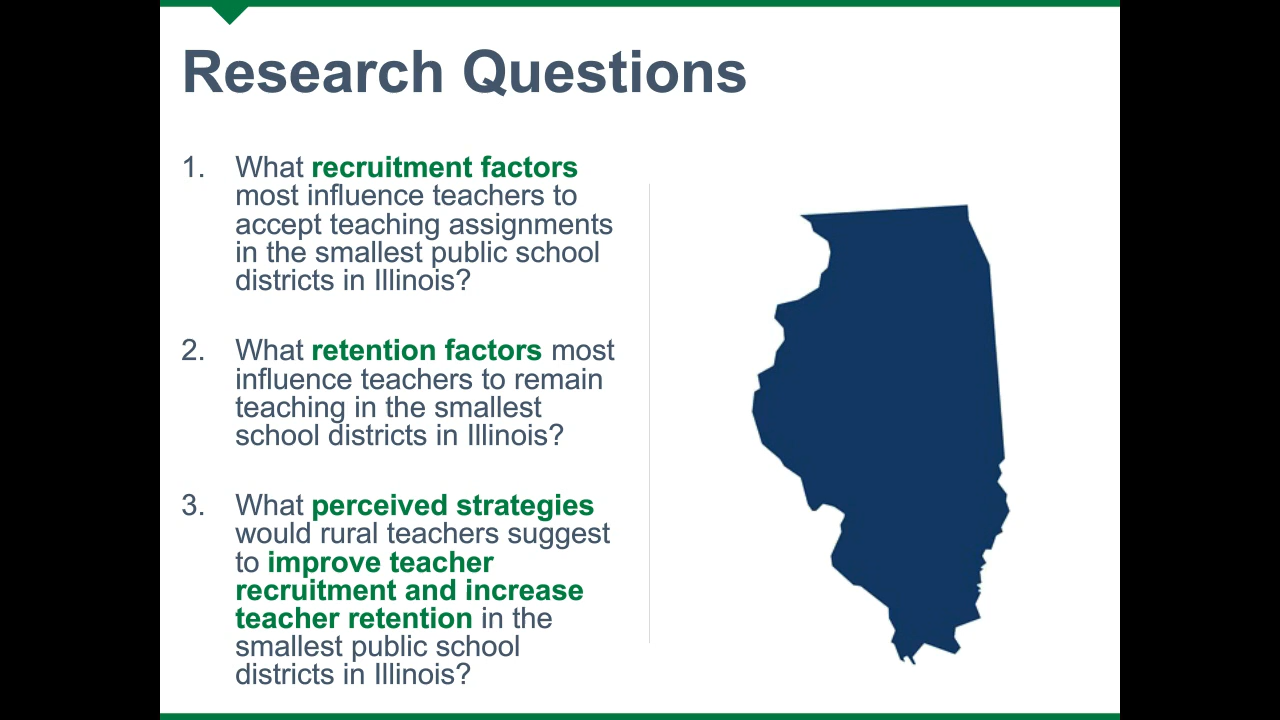 Research Questions
1. What recruitment factors
most influence teachers to
accept teaching assignments
in the smallest public school
districts in Illinois?
2. What retention factors most
influence teachers to remain
teaching in the smallest
school districts in Illinois?
3. What perceived strategies
would rural teachers suggest
to improve teacher
recruitment and increase
teacher retention in the
smallest public school
districts in Illinois?